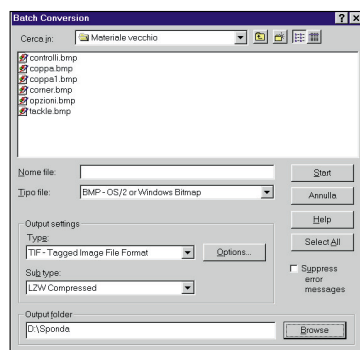 Batch Conversion
Cerca in: Materiale vecchio
controlli.bmp
coppa.bmp
coppa1.bmp
corner.bmp
opzioni.bmp
tackle.bmp
Nome file: Start
Tipo file: BMP - OS/2 or Windows Bitmap Annulla
Help
Output settings
Select All
Type:
TIF - Tagged Image File Format Options...
Suppress
error
messages
Sub type:
LZW Compressed
Output folder
D:\Sponda Browse